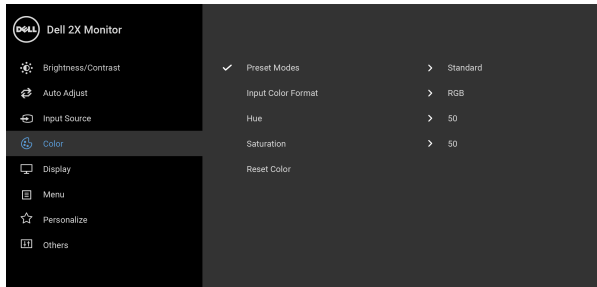 DELL Dell 2X Monitor
Brightness/Contrast Preset Modes Standard
Auto Adjust Input Color Format RGB
Input Source Hue 50
Color Saturation 50
Display Reset Color
Menu
Personalize
Others